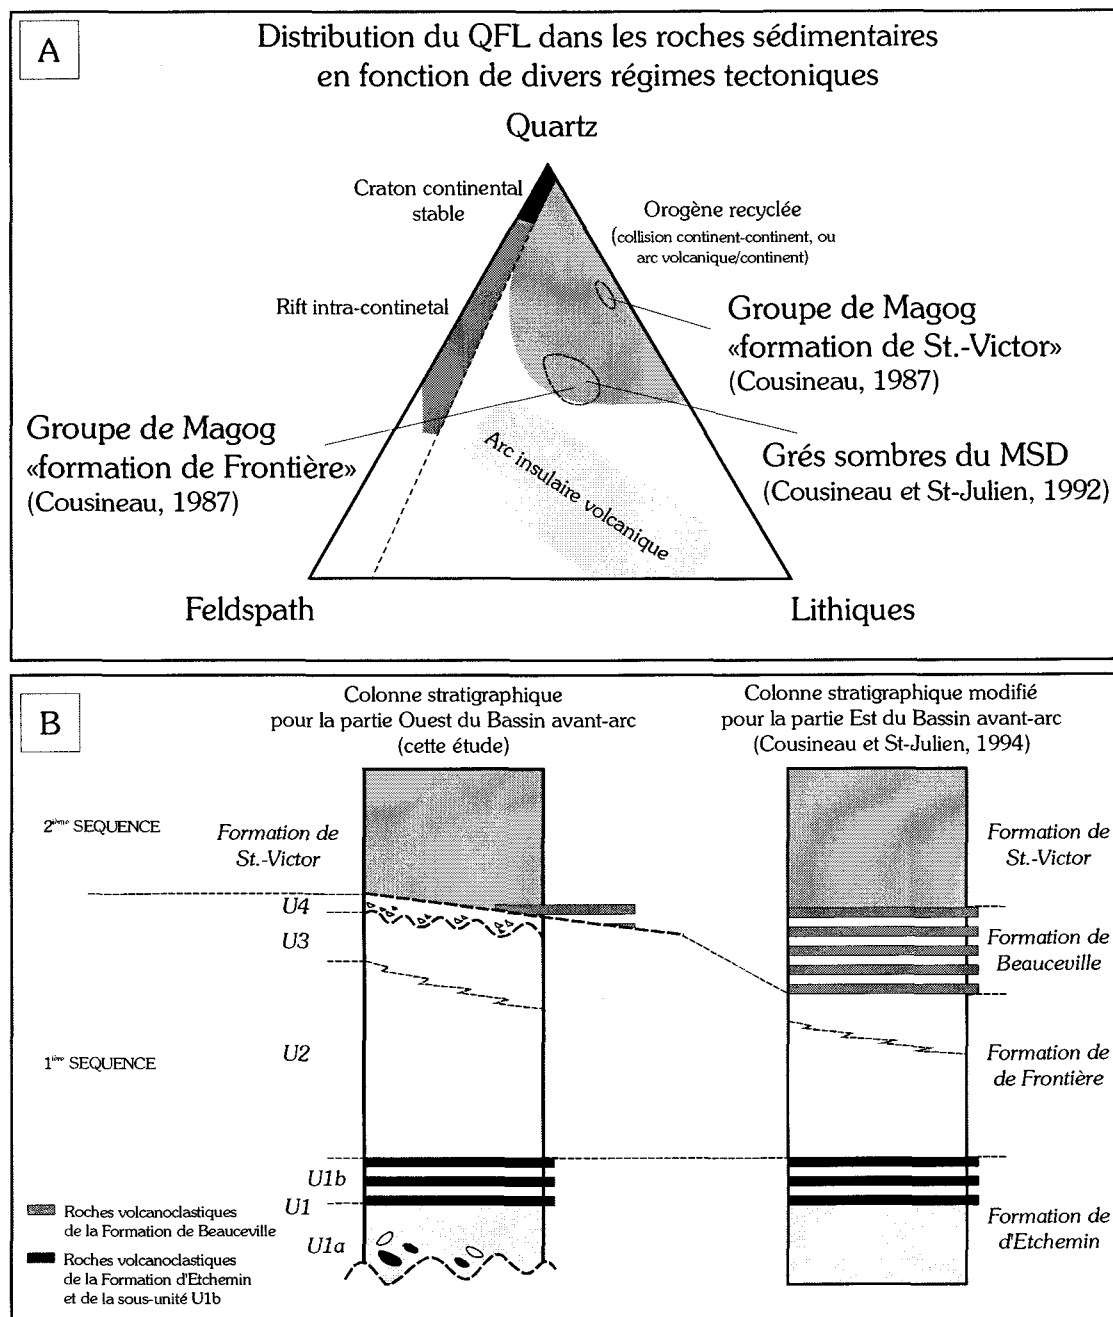 A
Distribution du QFL dans les roches sédimentaires
en fonction de divers régimes tectoniques
Quartz
Craton continental
stable
Orogène recyclée
(collision continent-continent, ou
arc volcanique/continent)
Rift intra-continetal
Groupe de Magog
«formation de St.-Victor»
(Cousineau, 1987)
Groupe de Magog
«formation de Frontière»
(Cousineau, 1987)
Arc insulaire volcanique
Grés sombres du MSD
(Cousineau et St-Julien, 1992)
Feldspath
Lithiques
B
Colonne stratigraphique
pour la partie Ouest du Bassin avant-arc
(cette étude)
Colonne stratigraphique modifié
pour la partie Est du Bassin avant-arc
(Cousineau et St-Julien, 1994)
2ième SEQUENCE
Formation de
St.-Victor
Formation de
St.-Victor
U4
U3
Formation de
Beauceville
U2
1ière SEQUENCE
Formation de
de Frontière
U1b
U1
U1a
Formation de
d'Etchemin
Roches volcanoclastiques
de la Formation de Beauceville
Roches volcanoclastiques
de la Formation d'Etchemin
et de la sous-unité U1b